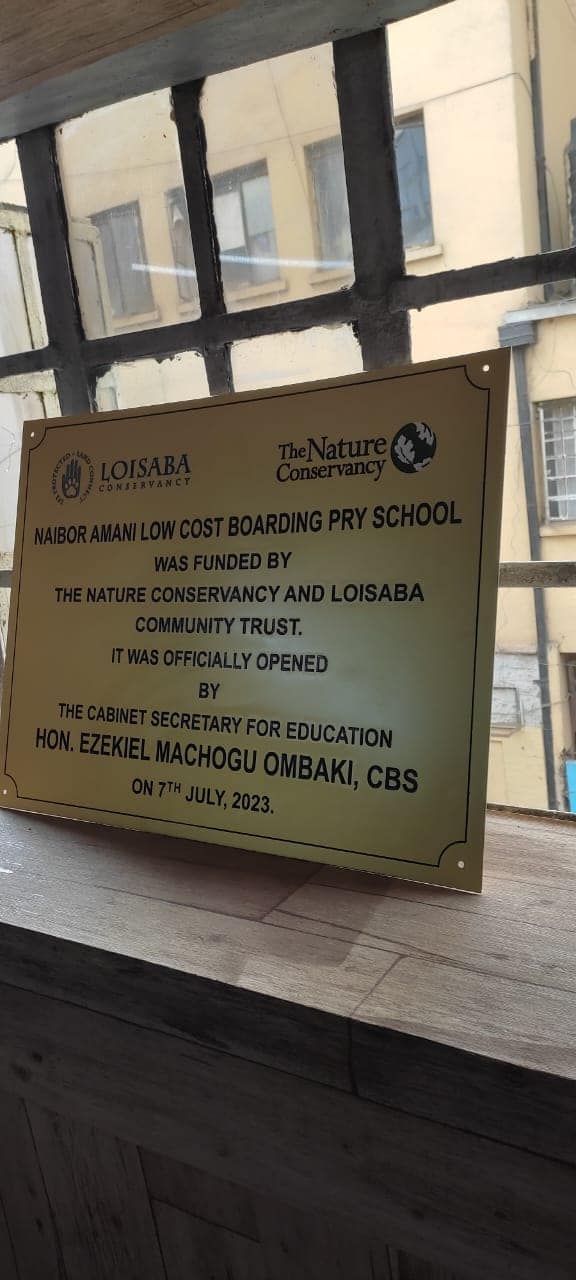 LOISABA
CONSERVANCY
The Nature
Conservancy
NAIBOR AMANI LOW COST BOARDING PRY SCHOOL
WAS FUNDED BY
THE NATURE CONSERVANCY AND LOISABA
COMMUNITY TRUST.
IT WAS OFFICIALLY OPENED
BY
THE CABINET SECRETARY FOR EDUCATION
HON. EZEKIEL MACHOGU OMBAKI, CBS
ON 7TH JULY, 2023.